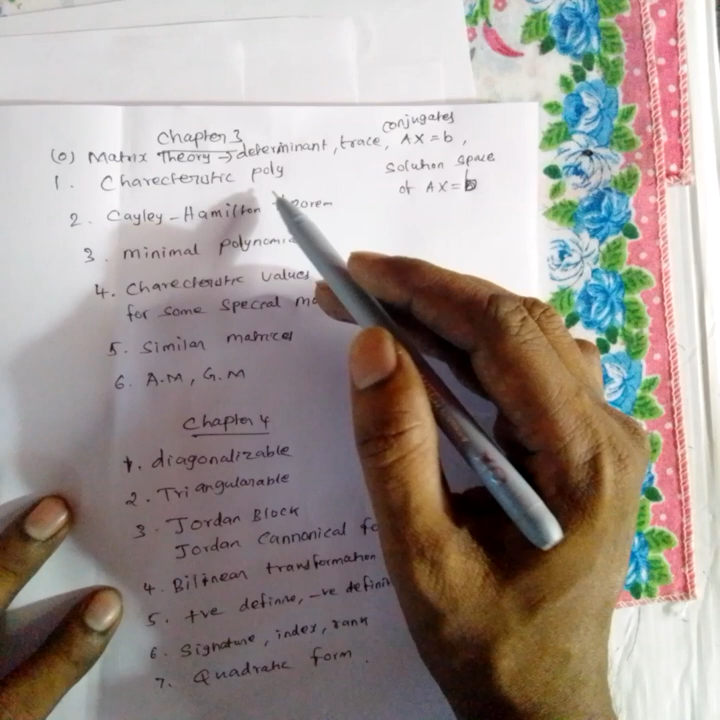 Chapter 3
(0) Matrix Theory → determinant, trace, conjugates AX = b,
solution space
of AX = b
1. Charecteristic poly
2. Cayley - Hamilton
3. minimal
4. Charecteristic values
for some special
5. Similar matrices
6. A.M, G.M
Chapter 4
1. diagonalizable
2. Triangularable
3. Jordan Block
Jordan Cannonical
4. Bilinear transformation
5. +ve definite, -ve
6. Signature, index, rank
7. Quadratic form.